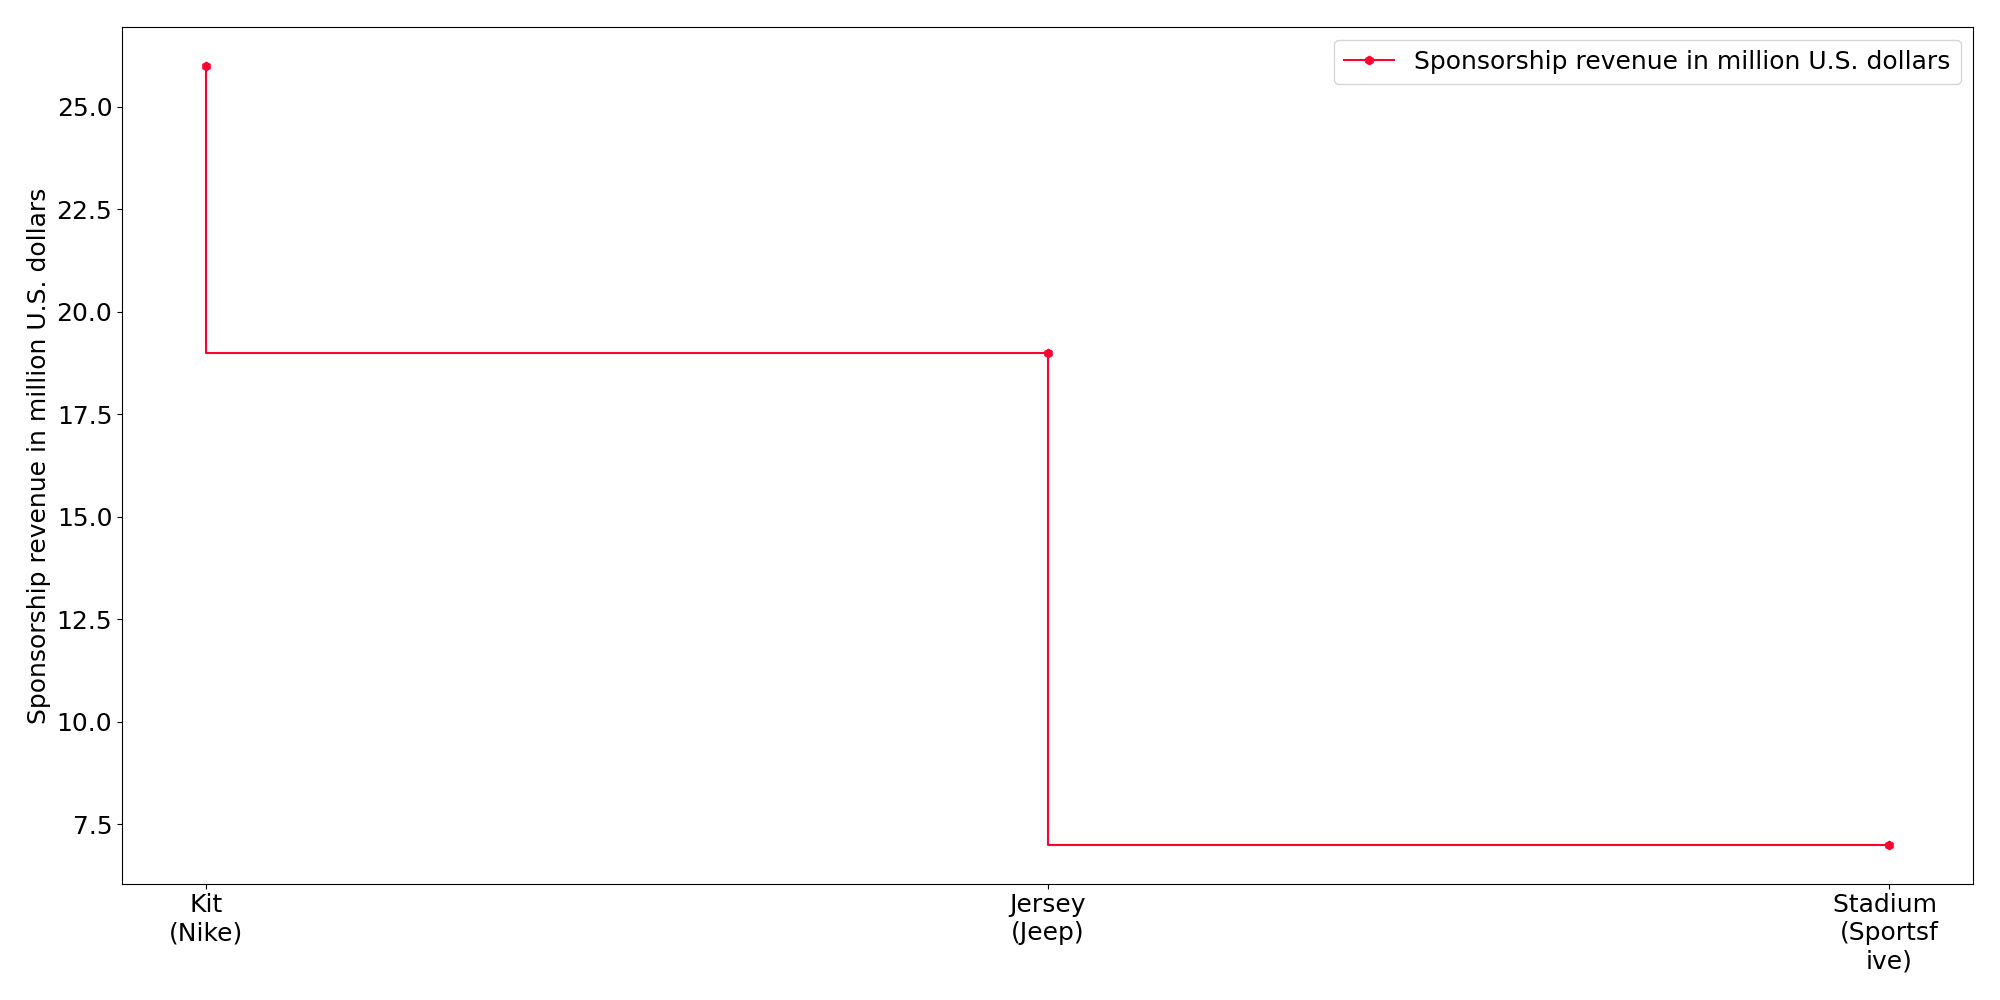 Sponsorship revenue in million U.S. dollars
Sponsorship revenue in million U.S. dollars
25.0
22.5
20.0
17.5
15.0
12.5
10.0
7.5
Kit
(Nike)
Jersey
(Jeep)
Stadium
(Sportsf
ive)